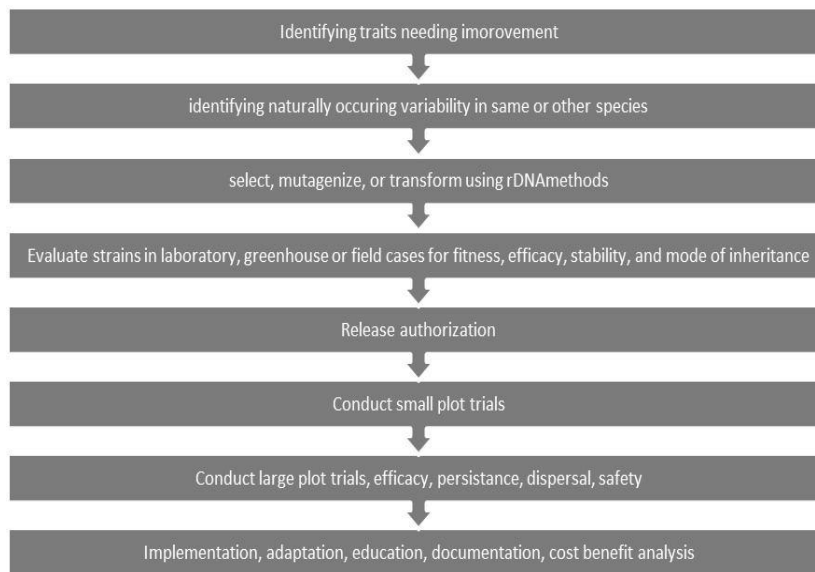 Identifying traits needing imorovement
identifying naturally occuring variability in same or other species
select, mutagenize, or transform using rDNAmethods
Evaluate strains in laboratory, greenhouse or field cases for fitness, efficacy, stability, and mode of inheritance
Release authorization
Conduct small plot trials
Conduct large plot trials, efficacy, persistance, dispersal, safety
Implementation, adaptation, education, documentation, cost benefit analysis